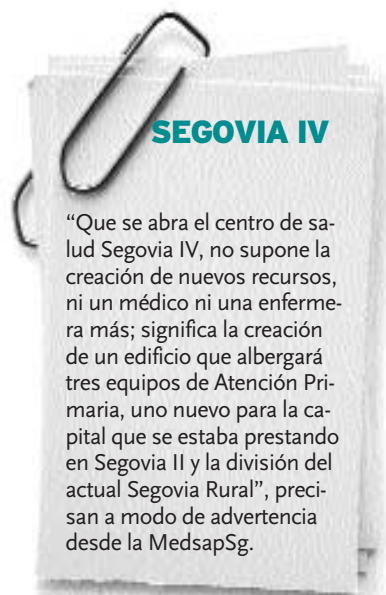 SEGOVIA IV
“Que se abra el centro de sa-
lud Segovia IV, no supone la
creación de nuevos recursos,
ni un médico ni una enferme-
ra más; significa la creación
de un edificio que albergará
tres equipos de Atención Pri-
maria, uno nuevo para la ca-
pital que se estaba prestando
en Segovia II y la división del
actual Segovia Rural”, preci-
san a modo de advertencia
desde la MedsapSg.